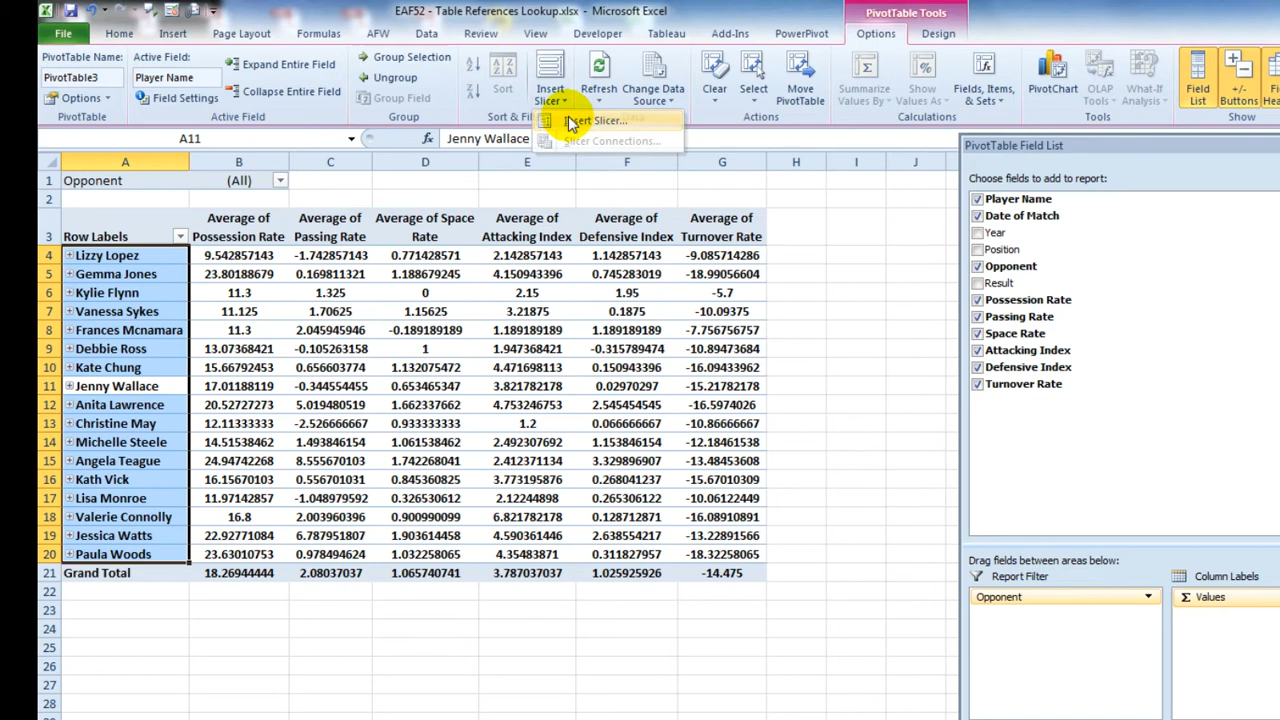 EAF52 - Table References Lookup.xlsx - Microsoft Excel
PivotTable Tools
File Home Insert Page Layout Formulas AFW Data Review View Developer Tableau Add-Ins PowerPivot Options Design
PivotTable Name:
PivotTable3
Options
PivotTable
Active Field:
Player Name
Field Settings
Expand Entire Field
Collapse Entire Field
Active Field
Group Selection
Ungroup
Group Field
Group
Sort
Insert Slicer
Sort & Fil
Refresh
Change Data Source
Clear
Select
Move PivotTable
Actions
Summarize Values By
Show Values As
Fields, Items, & Sets
Calculations
PivotChart
OLAP Tools
What-If Analysis
Tools
Field List
+/- Buttons
Show
Insert Slicer...
Slicer Connections...
A11 fx Jenny Wallace
A B C D E F G H I J
1 Opponent (All)
2
3 Row Labels Average of Possession Rate Average of Passing Rate Average of Space Rate Average of Attacking Index Average of Defensive Index Average of Turnover Rate
4 Lizzy Lopez 9.542857143 -1.742857143 0.771428571 2.142857143 1.142857143 -9.085714286
5 Gemma Jones 23.80188679 0.169811321 1.188679245 4.150943396 0.745283019 -18.99056604
6 Kylie Flynn 11.3 1.325 0 2.15 1.95 -5.7
7 Vanessa Sykes 11.125 1.70625 1.15625 3.21875 0.1875 -10.09375
8 Frances Mcnamara 11.3 2.045945946 -0.189189189 1.189189189 1.189189189 -7.756756757
9 Debbie Ross 13.07368421 -0.105263158 1 1.947368421 -0.315789474 -10.89473684
10 Kate Chung 15.66792453 0.656603774 1.132075472 4.471698113 0.150943396 -16.09433962
11 Jenny Wallace 17.01188119 -0.344554455 0.653465347 3.821782178 0.02970297 -15.21782178
12 Anita Lawrence 20.52727273 5.019480519 1.662337662 4.753246753 2.545454545 -16.5974026
13 Christine May 12.11333333 -2.526666667 0.933333333 1.2 0.066666667 -10.86666667
14 Michelle Steele 14.51538462 1.493846154 1.061538462 2.492307692 1.153846154 -12.18461538
15 Angela Teague 24.94742268 8.555670103 1.742268041 2.412371134 3.329896907 -13.48453608
16 Kath Vick 16.15670103 0.556701031 0.845360825 3.773195876 0.268041237 -15.67010309
17 Lisa Monroe 11.97142857 -1.048979592 0.326530612 2.12244898 0.265306122 -10.06122449
18 Valerie Connolly 16.8 2.003960396 0.900990099 6.821782178 0.128712871 -16.08910891
19 Jessica Watts 22.92771084 6.787951807 1.903614458 4.909638554 2.638554217 -13.22891566
20 Paula Woods 23.63010753 0.978494624 1.032258065 4.35483871 0.311827957 -18.32258065
21 Grand Total 18.26944444 2.08037037 1.065740741 3.787037037 1.025925926 -14.475
22
23
24
25
26
27
28
PivotTable Field List
Choose fields to add to report:
Player Name
Date of Match
Year
Position
Opponent
Result
Possession Rate
Passing Rate
Space Rate
Attacking Index
Defensive Index
Turnover Rate
Drag fields between areas below:
Report Filter Column Labels
Opponent Σ Values